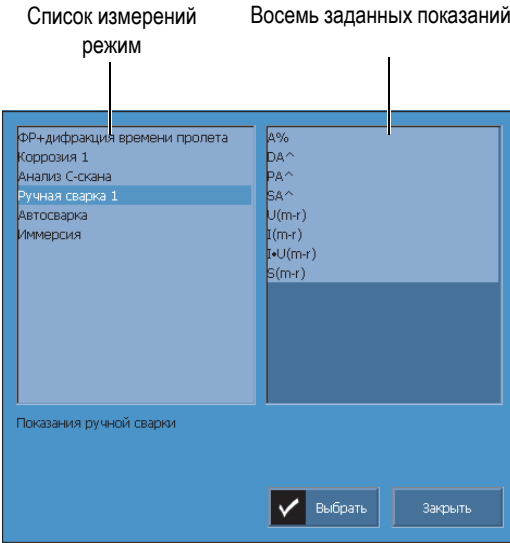 Список измерений
режим
Восемь заданных показаний
ФР+дифракция времени пролета
Коррозия 1
Анализ С-скана
Ручная сварка 1
Автосварка
Иммерсия
A%
DA^
PA^
SA^
U(m-r)
I(m-r)
I•U(m-r)
S(m-r)
Показания ручной сварки
Выбрать
Закрыть